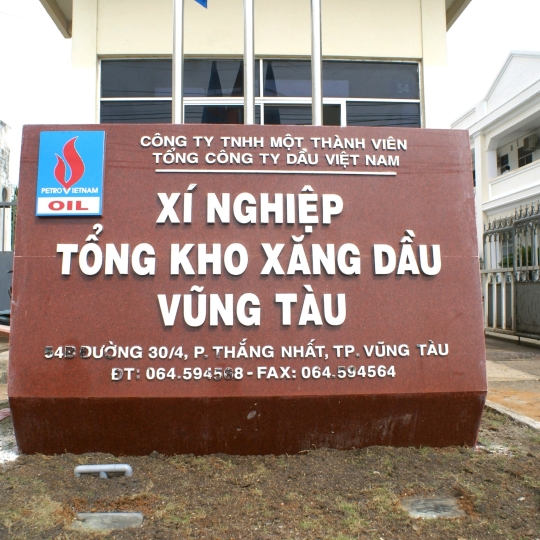 CÔNG TY TNHH MỘT THÀNH VIÊN
TỔNG CÔNG TY DẦU VIỆT NAM
PETROVIETNAM
OIL
XÍ NGHIỆP
TỔNG KHO XĂNG DẦU
VŨNG TÀU
54B ĐƯỜNG 30/4, P. THẮNG NHẤT, TP. VŨNG TÀU
ĐT: 064.594568 - FAX: 064.594564
54